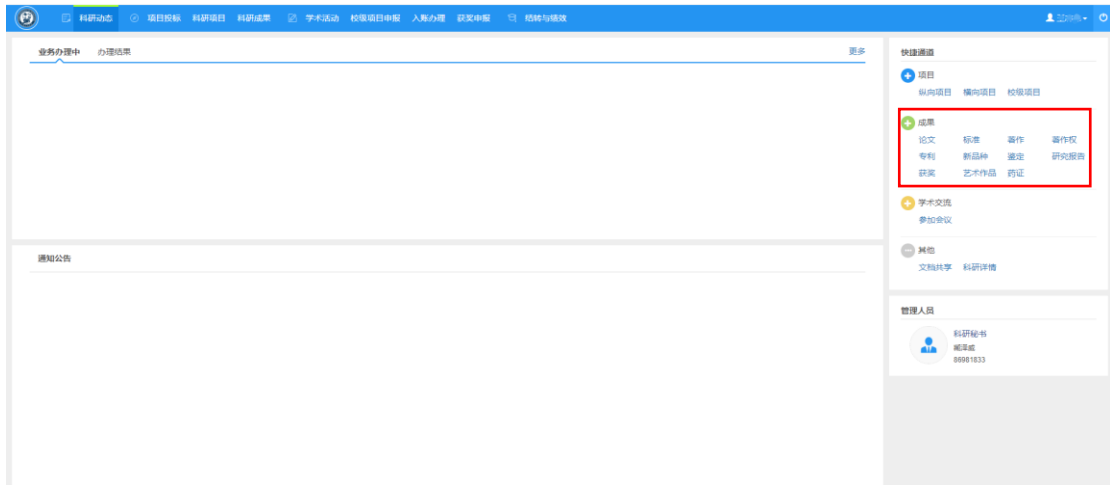 科研动态 项目投标 科研项目 科研成果 学术活动 校级项目申报 入账办理 获奖申报 结转与绩效
业务办理中 办理结果 更多
通知公告
快捷通道
项目
纵向项目 横向项目 校级项目
成果
论文 标准 著作 著作权
专利 新品种 鉴定 研究报告
获奖 艺术作品 药证
学术交流
参加会议
其他
文档共享 科研详情
管理人员
科研秘书
86981833